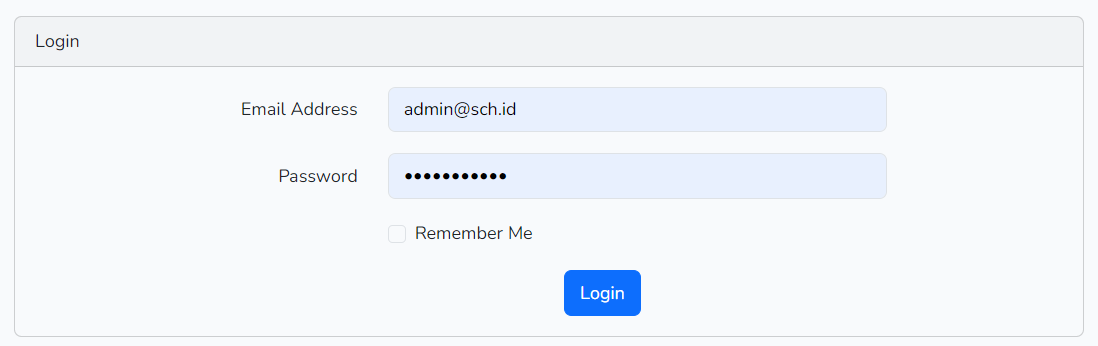 Login
Email Address admin@sch.id
Password •••••••••••
Remember Me
Login